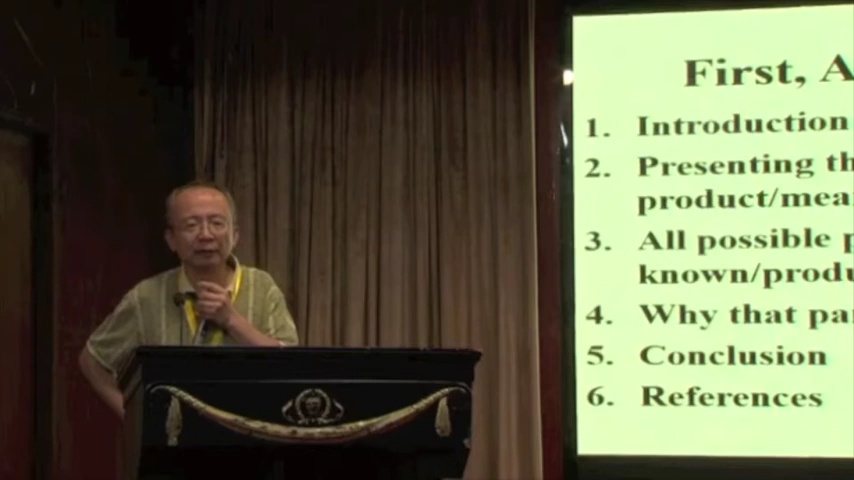 First, A
1. Introduction
2. Presenting th
product/mea
3. All possible p
known/produ
4. Why that pa
5. Conclusion
6. References